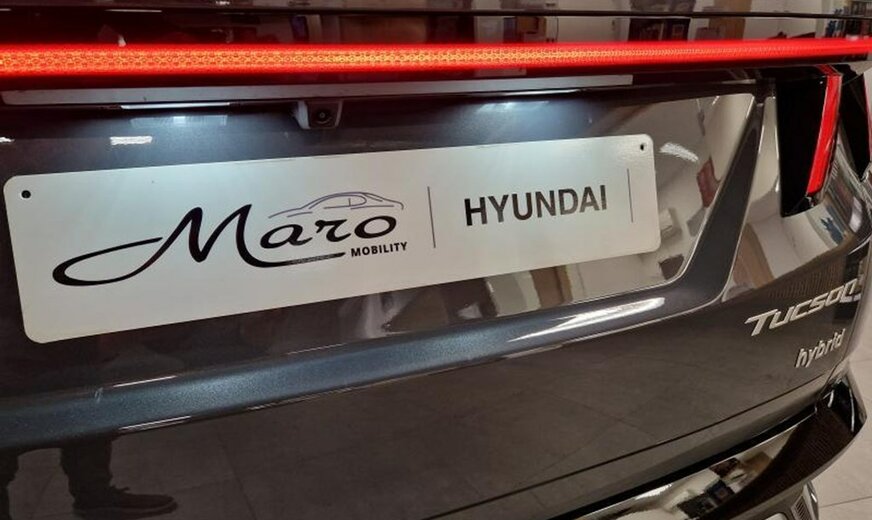 Maro
MOBILITY
HYUNDAI
TUCSON
hybrid